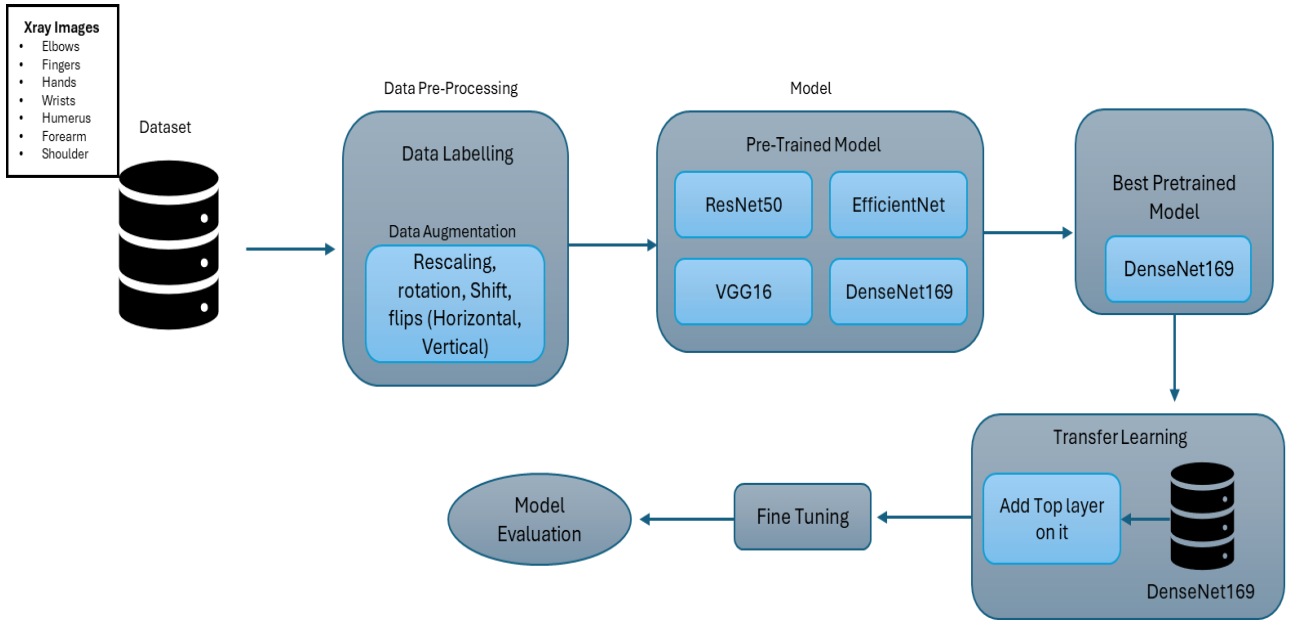 Xray Images
• Elbows
• Fingers
• Hands
• Wrists
• Humerus
• Forearm
• Shoulder
Dataset
Data Pre-Processing
Data Labelling
Data Augmentation
Rescaling,
rotation, Shift,
flips (Horizontal,
Vertical)
Model
Pre-Trained Model
ResNet50
EfficientNet
VGG16
DenseNet169
Best Pretrained
Model
DenseNet169
Transfer Learning
Add Top layer
on it
DenseNet169
Fine Tuning
Model
Evaluation